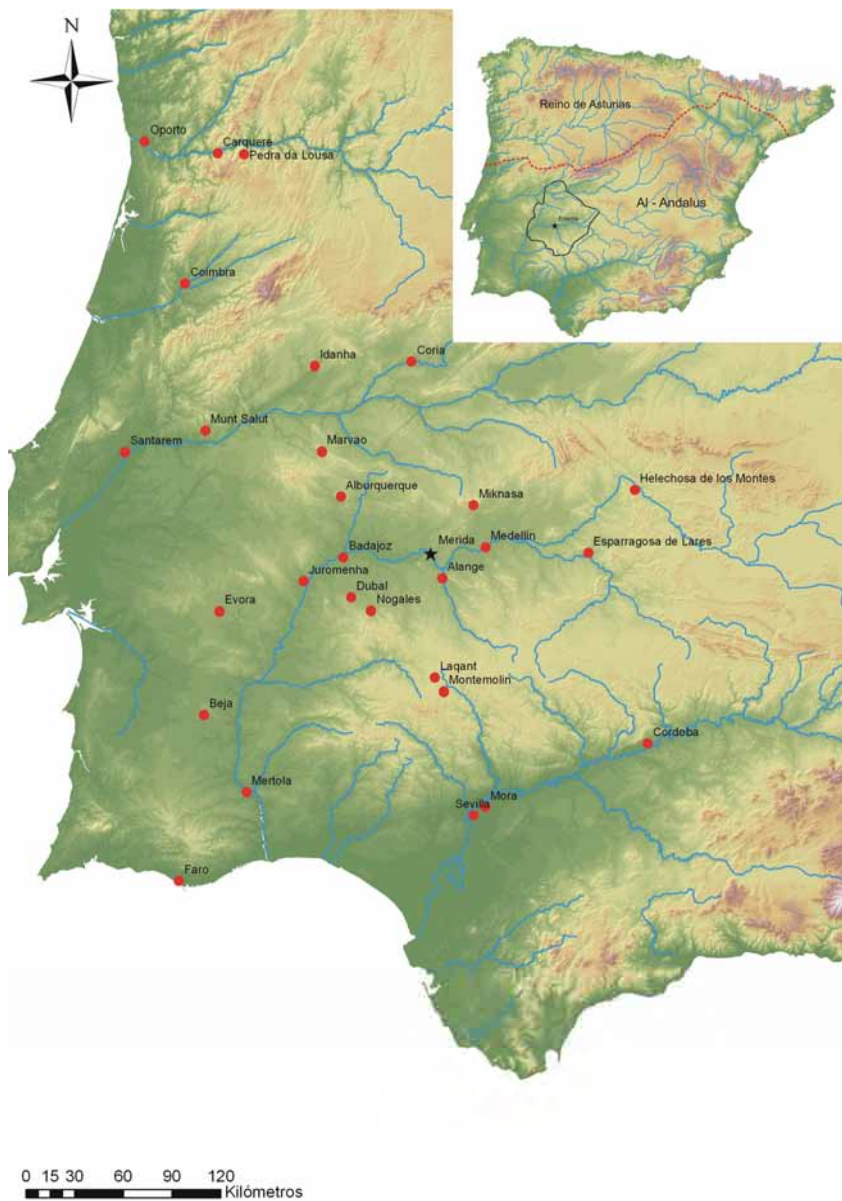 N
Reino de Asturias
Al - Andalus
Oporto
Carquere
Pedra da Lousa
Coimbra
Idanha
Coria
Munt Salut
Santarem
Marvao
Alburquerque
Miknasa
Helechosa de los Montes
Badajoz
Merida
Medellin
Esparragosa de Lares
Juromenha
Alange
Dubal
Nogales
Evora
Laqant
Montemolin
Beja
Cordoba
Mertola
Mora
Sevilla
Faro
0 15 30 60 90 120
Kilómetros